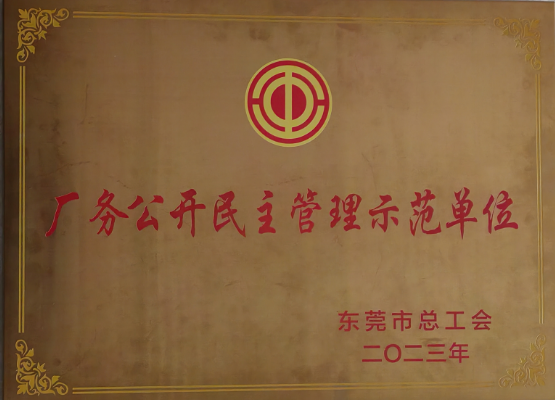 厂务公开民主管理示范单位
东莞市总工会
二〇二三年